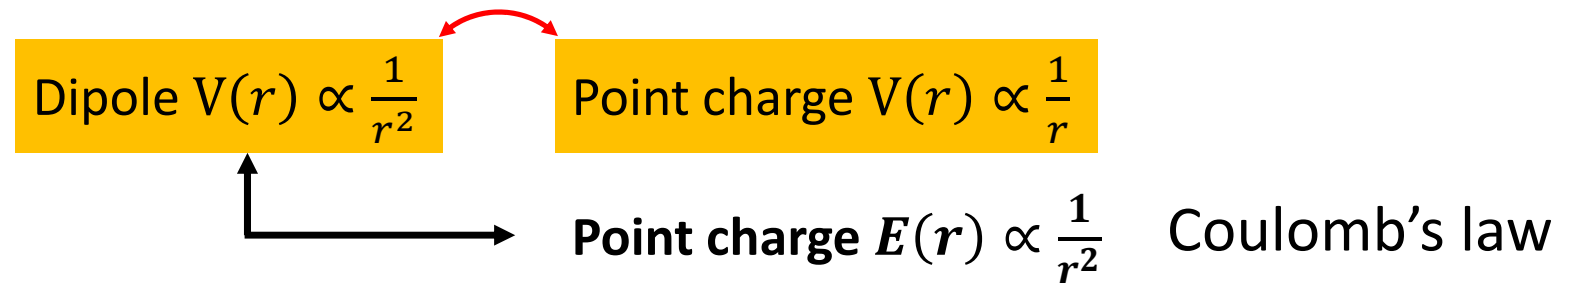 Dipole V(r) ∝ 1/r²
Point charge V(r) ∝ 1/r
Point charge E(r) ∝ 1/r²
Coulomb’s law